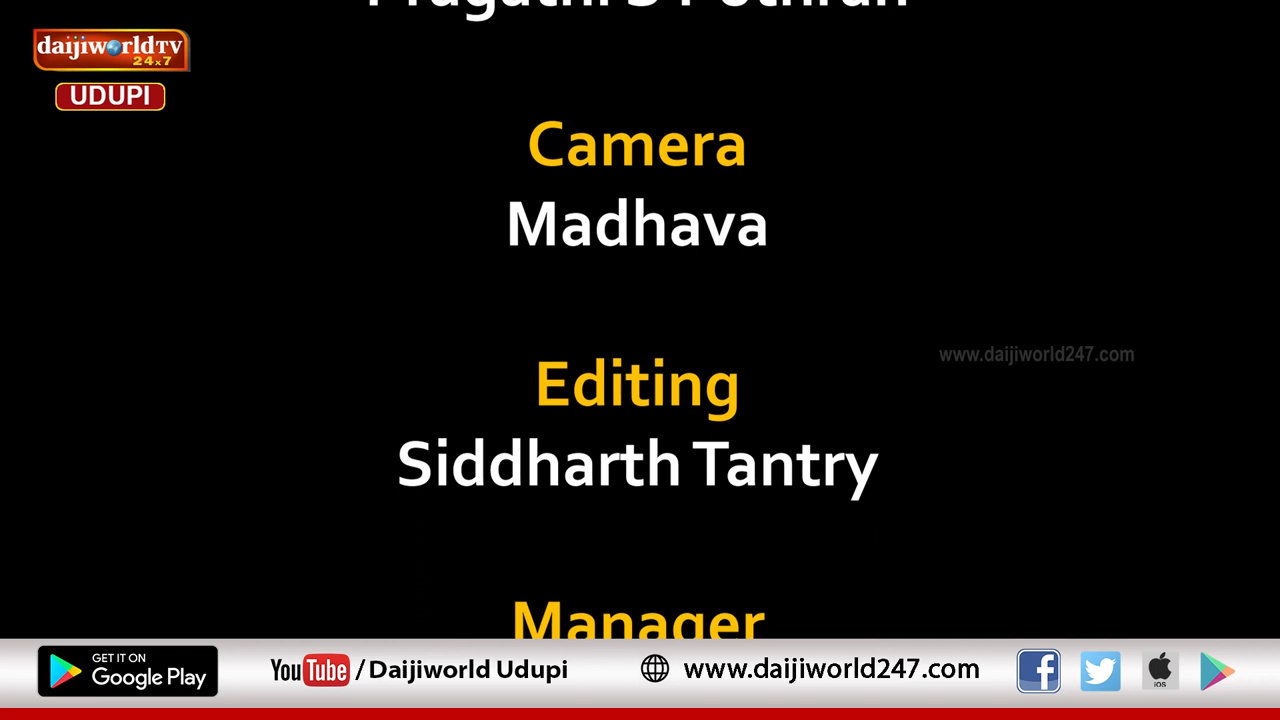 daijiworldTV
24x7
UDUPI
Camera
Madhava
www.daijiworld247.com
Editing
Siddharth Tantry
Manager
GET IT ON
Google Play
YouTube / Daijiworld Udupi
www.daijiworld247.com
iOS